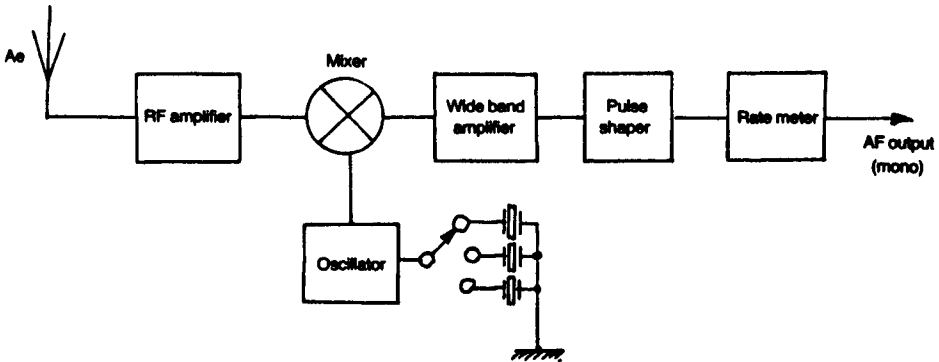 Ae
RF amplifier
Mixer
Wide band
amplifier
Pulse
shaper
Rate meter
AF output
(mono)
Oscillator